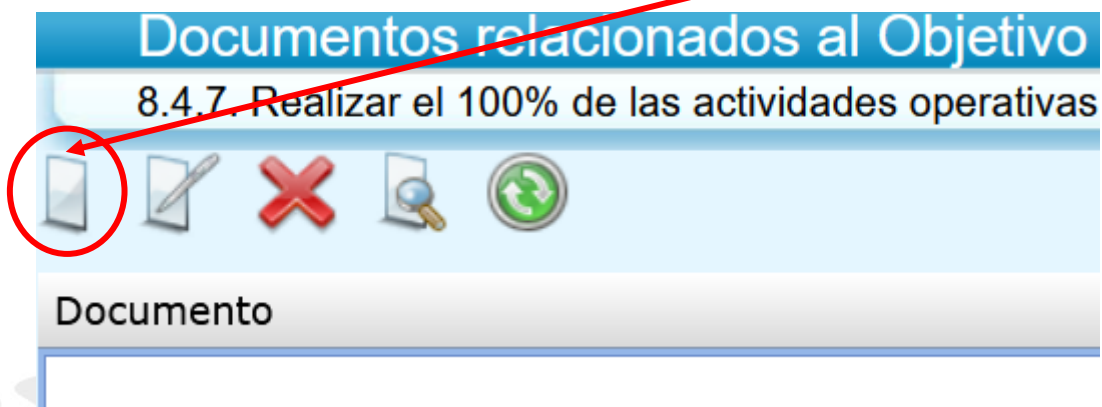 Documentos relacionados al Objetivo
8.4.7. Realizar el 100% de las actividades operativas
Documento